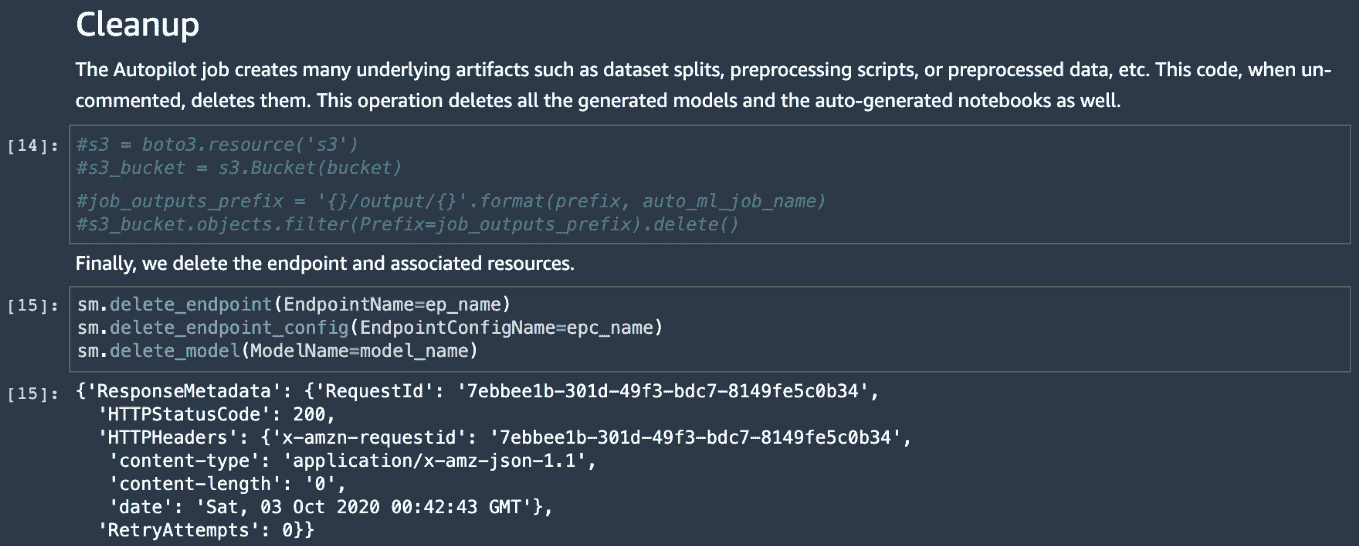 Cleanup
The Autopilot job creates many underlying artifacts such as dataset splits, preprocessing scripts, or preprocessed data, etc. This code, when un-
commented, deletes them. This operation deletes all the generated models and the auto-generated notebooks as well.
[14]: #s3 = boto3.resource('s3')
#s3_bucket = s3.Bucket(bucket)
#job_outputs_prefix = '{}/output/{}'.format(prefix, auto_ml_job_name)
#s3_bucket.objects.filter(Prefix=job_outputs_prefix).delete()
Finally, we delete the endpoint and associated resources.
[15]: sm.delete_endpoint(EndpointName=ep_name)
sm.delete_endpoint_config(EndpointConfigName=epc_name)
sm.delete_model(ModelName=model_name)
[15]: {'ResponseMetadata': {'RequestId': '7ebbee1b-301d-49f3-bdc7-8149fe5c0b34',
'HTTPStatusCode': 200,
'HTTPHeaders': {'x-amzn-requestid': '7ebbee1b-301d-49f3-bdc7-8149fe5c0b34',
'content-type': 'application/x-amz-json-1.1',
'content-length': '0',
'date': 'Sat, 03 Oct 2020 00:42:43 GMT'},
'RetryAttempts': 0}}